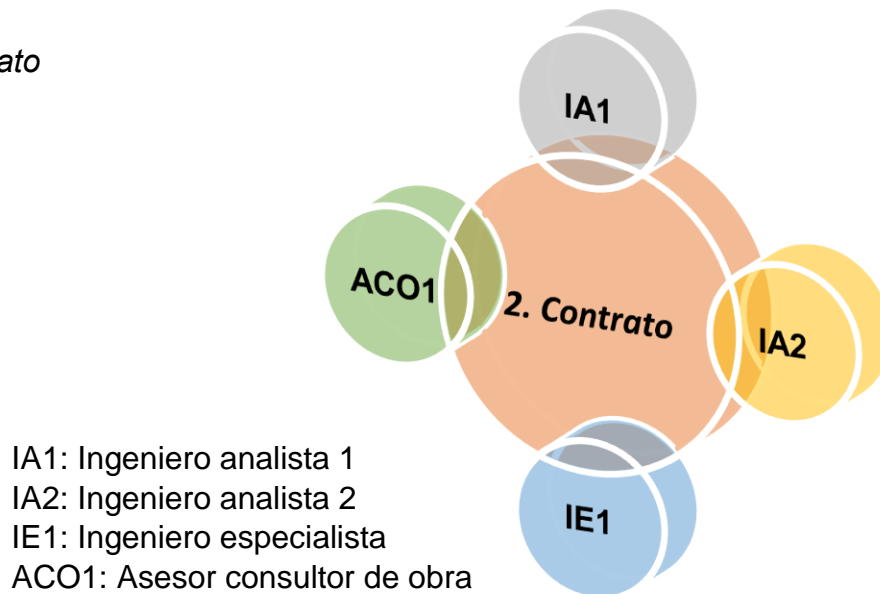 ato
IA1
ACO1
2. Contrato
IA2
IE1
IA1: Ingeniero analista 1
IA2: Ingeniero analista 2
IE1: Ingeniero especialista
ACO1: Asesor consultor de obra